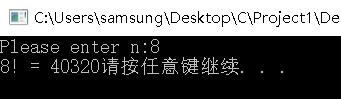 C:\Users\samsung\Desktop\C\Project1\De
Please enter n:8
8! = 40320请按任意键继续. . .